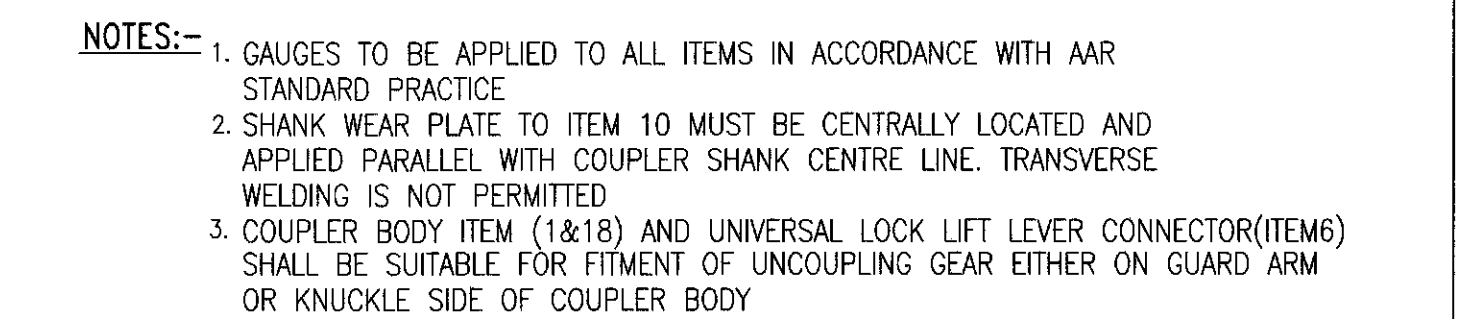 NOTES:-
1. GAUGES TO BE APPLIED TO ALL ITEMS IN ACCORDANCE WITH AAR
STANDARD PRACTICE
2. SHANK WEAR PLATE TO ITEM 10 MUST BE CENTRALLY LOCATED AND
APPLIED PARALLEL WITH COUPLER SHANK CENTRE LINE. TRANSVERSE
WELDING IS NOT PERMITTED
3. COUPLER BODY ITEM (1&18) AND UNIVERSAL LOCK LIFT LEVER CONNECTOR(ITEM6)
SHALL BE SUITABLE FOR FITMENT OF UNCOUPLING GEAR EITHER ON GUARD ARM
OR KNUCKLE SIDE OF COUPLER BODY